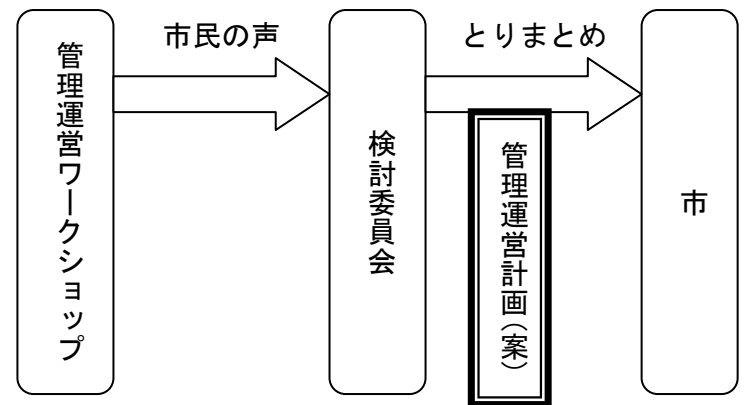 管理運営ワークショップ
市民の声
検討委員会
とりまとめ
管理運営計画（案）
市